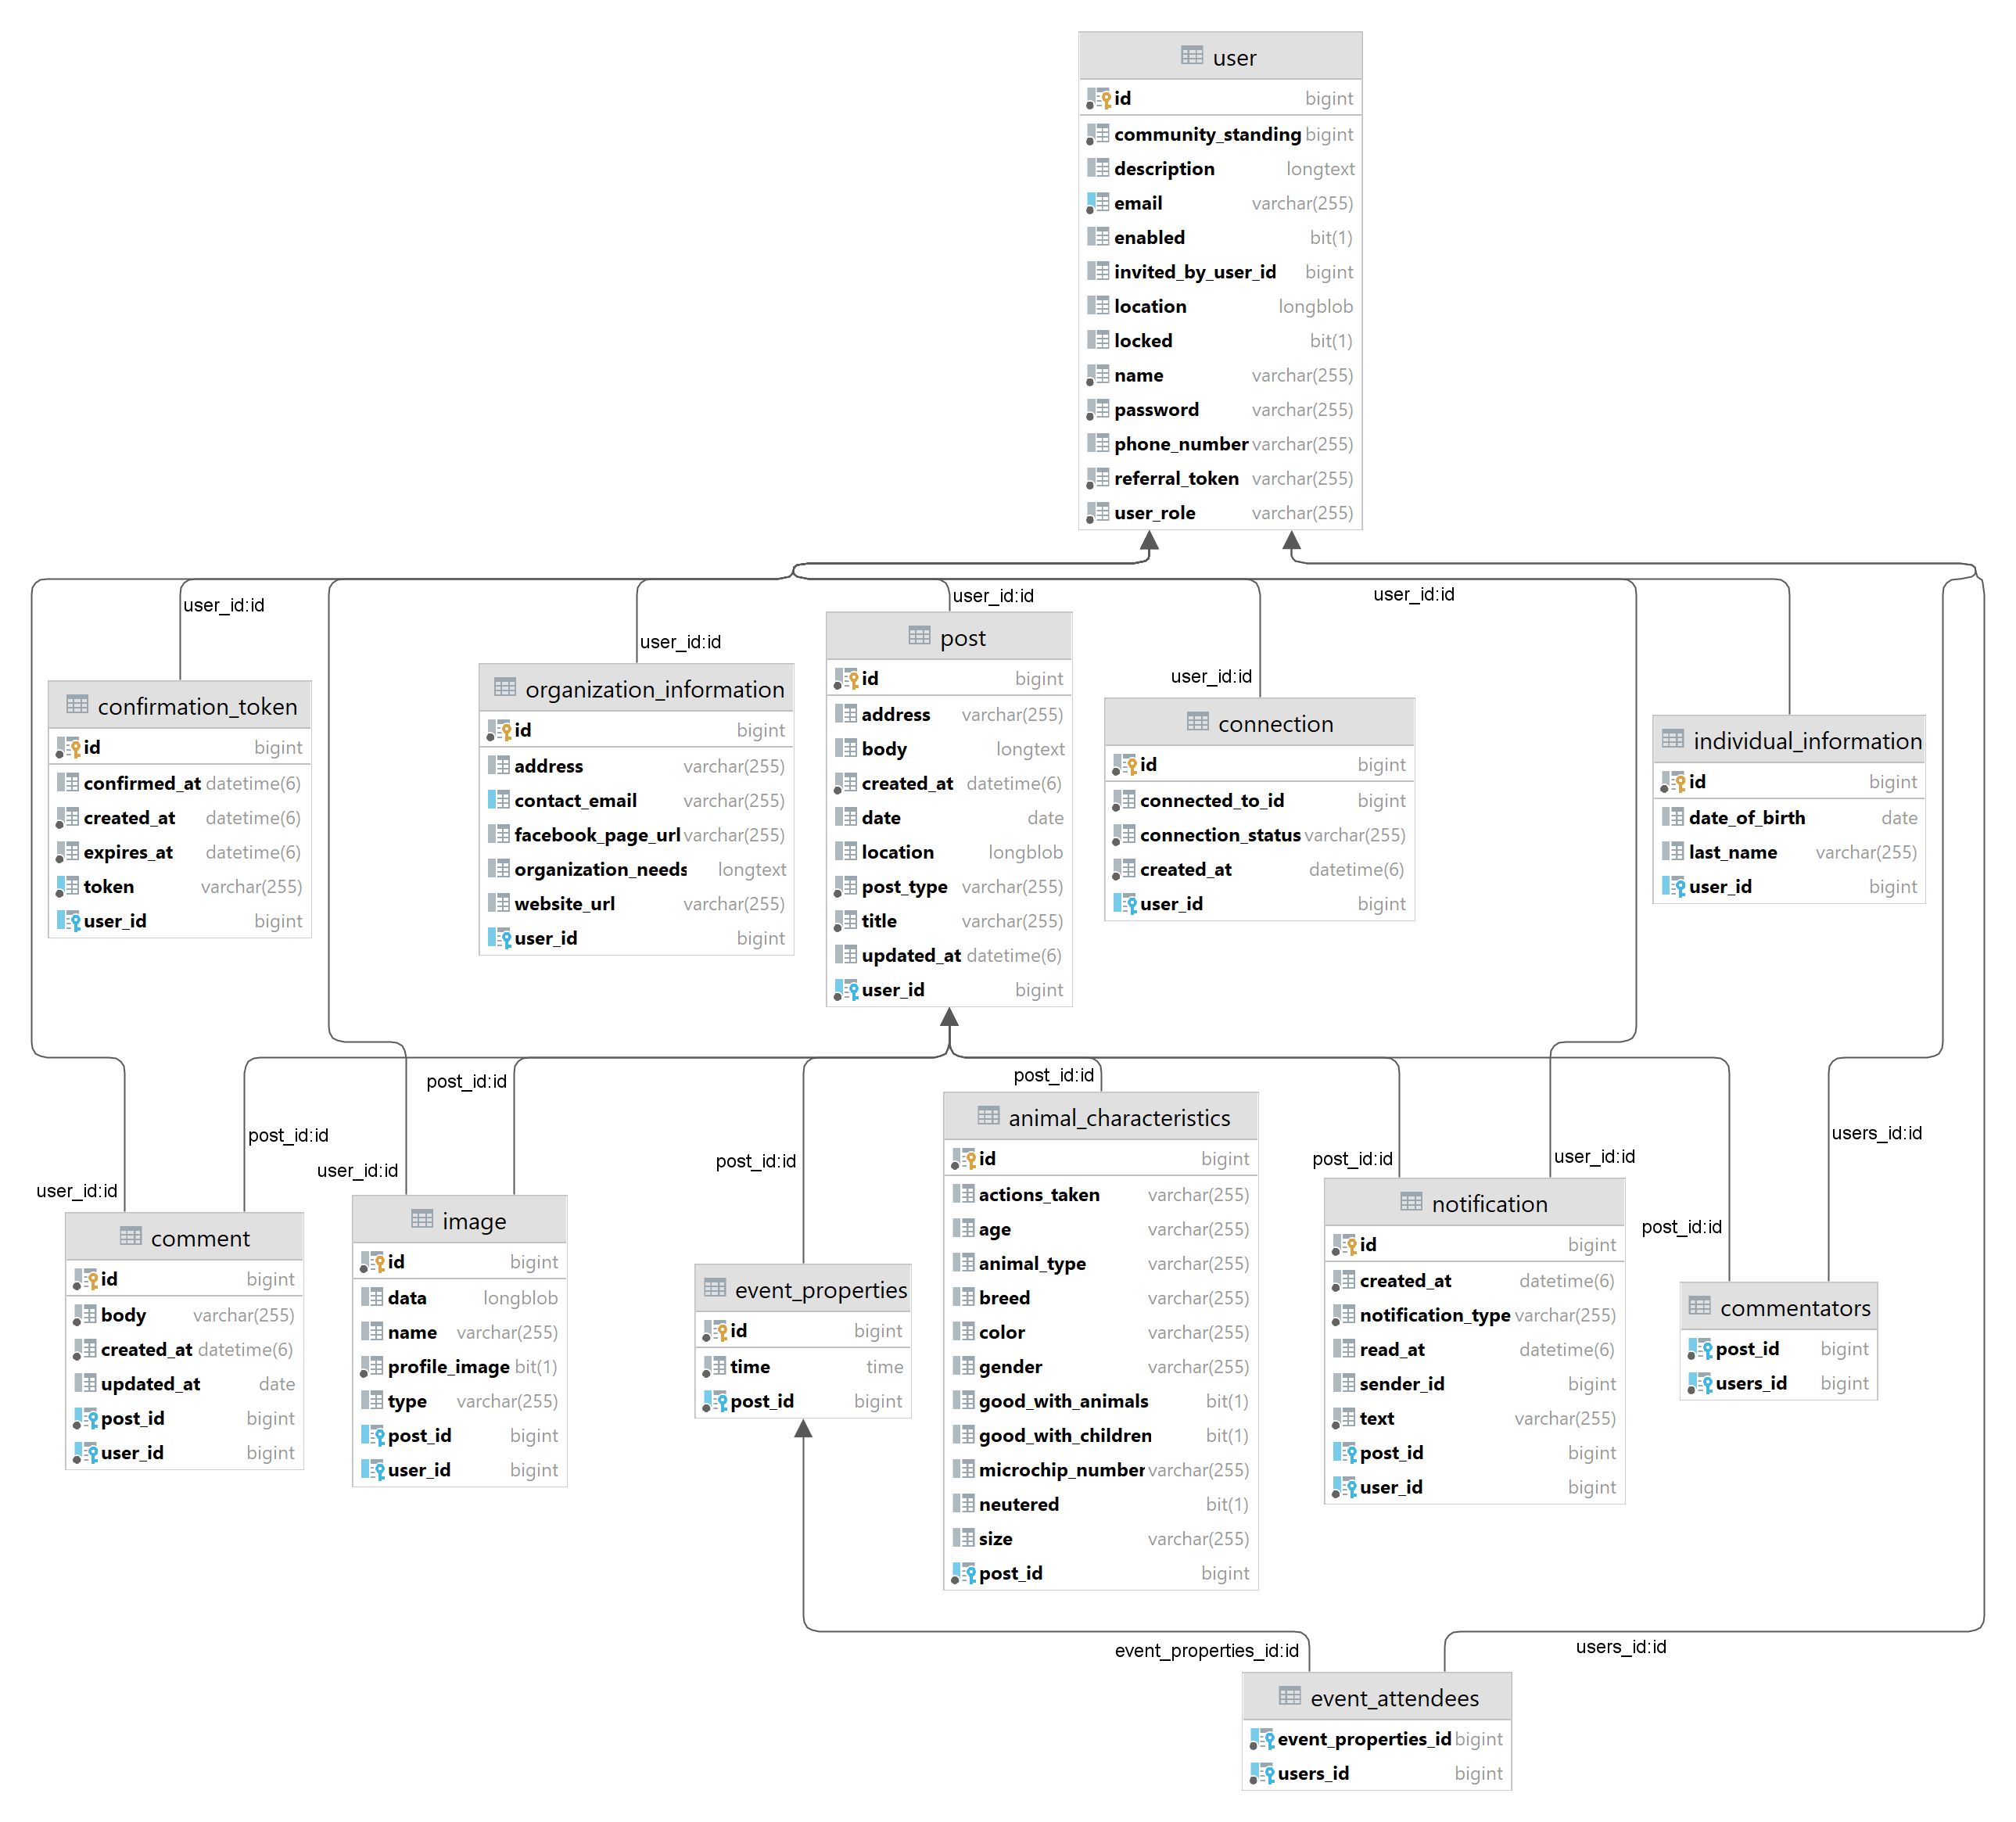 user
id bigint
community_standing bigint
description longtext
email varchar(255)
enabled bit(1)
invited_by_user_id bigint
location longblob
locked bit(1)
name varchar(255)
password varchar(255)
phone_number varchar(255)
referral_token varchar(255)
user_role varchar(255)
user_id:id
user_id:id
user_id:id
user_id:id
user_id:id
confirmation_token
id bigint
confirmed_at datetime(6)
created_at datetime(6)
expires_at datetime(6)
token varchar(255)
user_id bigint
organization_information
id bigint
address varchar(255)
contact_email varchar(255)
facebook_page_url varchar(255)
organization_needs longtext
website_url varchar(255)
user_id bigint
post
id bigint
address varchar(255)
body longtext
created_at datetime(6)
date date
location longblob
post_type varchar(255)
title varchar(255)
updated_at datetime(6)
user_id bigint
connection
id bigint
connected_to_id bigint
connection_status varchar(255)
created_at datetime(6)
user_id bigint
individual_information
id bigint
date_of_birth date
last_name varchar(255)
user_id bigint
post_id:id
post_id:id
post_id:id
users_id:id
post_id:id
post_id:id
user_id:id
user_id:id
user_id:id
post_id:id
comment
id bigint
body varchar(255)
created_at datetime(6)
updated_at date
post_id bigint
user_id bigint
image
id bigint
data longblob
name varchar(255)
profile_image bit(1)
type varchar(255)
post_id bigint
user_id bigint
event_properties
id bigint
time time
post_id bigint
animal_characteristics
id bigint
actions_taken varchar(255)
age varchar(255)
animal_type varchar(255)
breed varchar(255)
color varchar(255)
gender varchar(255)
good_with_animals bit(1)
good_with_children bit(1)
microchip_number varchar(255)
neutered bit(1)
size varchar(255)
post_id bigint
notification
id bigint
created_at datetime(6)
notification_type varchar(255)
read_at datetime(6)
sender_id bigint
text varchar(255)
post_id bigint
user_id bigint
commentators
post_id bigint
users_id bigint
event_properties_id:id
users_id:id
event_attendees
event_properties_id bigint
users_id bigint